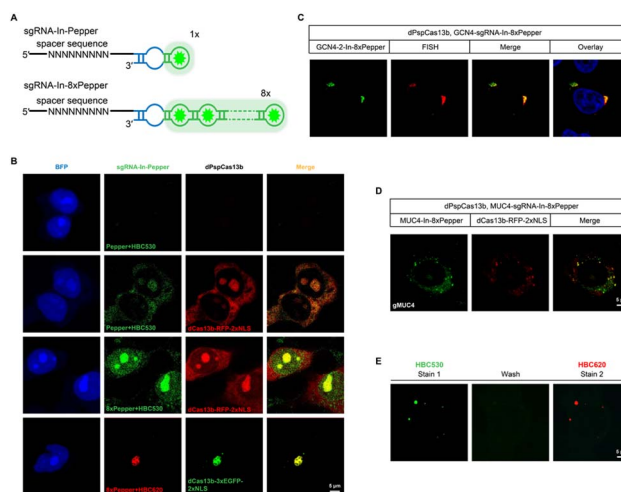 A
sgRNA-In-Pepper
spacer sequence
1x
5'
NNNNNNNNN
3'
sgRNA-In-8xPepper
spacer sequence
8x
5'
NNNNNNNNN
3'
B
BFP
sgRNA-In-Pepper
dPspCas13b
Merge
Pepper+HBC530
Pepper+HBC530
dCas13b-RFP-2xNLS
8xPepper+HBC530
dCas13b-RFP-2xNLS
8xPepper+HBC620
dCas13b-3xEGFP-
2xNLS
5 μm
C
dPspCas13b, GCN4-sgRNA-In-8xPepper
GCN4-2-In-8xPepper
FISH
Merge
Overlay
D
dPspCas13b, MUC4-sgRNA-In-8xPepper
MUC4-In-8xPepper
dCas13b-RFP-2xNLS
Merge
gMUC4
E
HBC530
HBC620
Stain 1
Wash
Stain 2